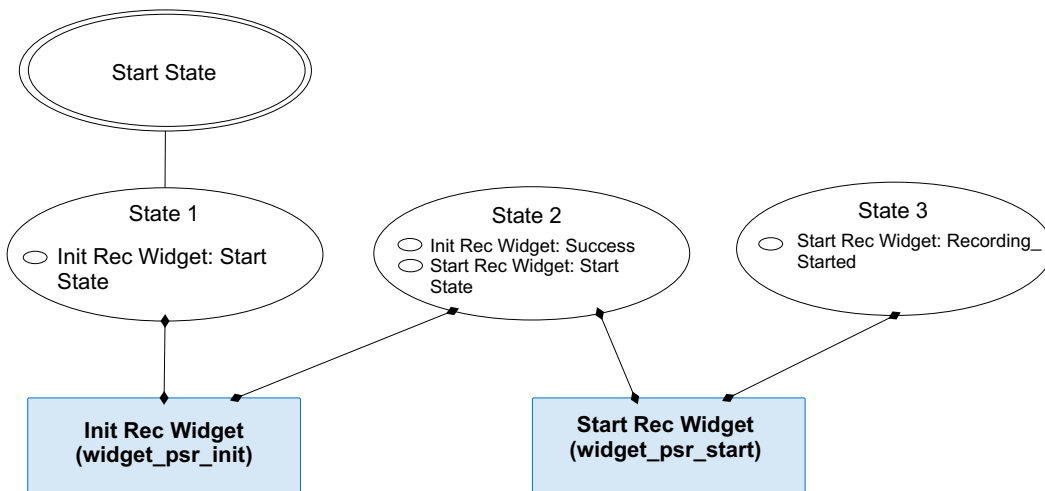 Start State
State 1
Init Rec Widget: Start
State
State 2
Init Rec Widget: Success
Start Rec Widget: Start
State
State 3
Start Rec Widget: Recording_
Started
Init Rec Widget
(widget_psr_init)
Start Rec Widget
(widget_psr_start)